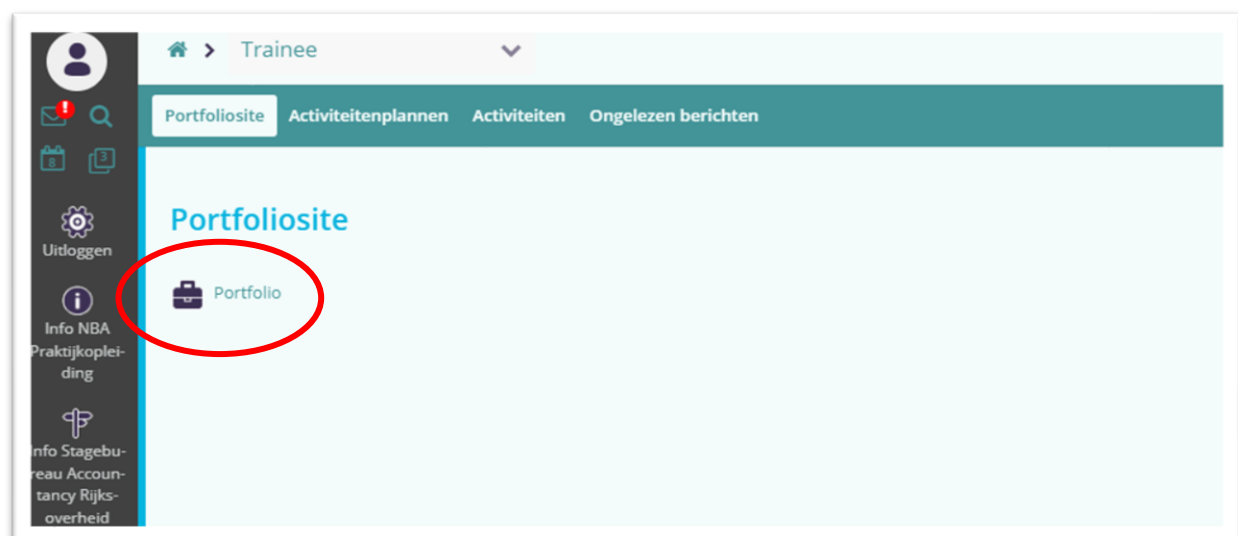 Trainee
Portfoliosite Activiteitenplannen Activiteiten Ongelezen berichten
8 3
Portfoliosite
Portfolio
Uitloggen
Info NBA
Praktijkoplei-
ding
Info Stagebu-
reau Accoun-
tancy Rijks-
overheid